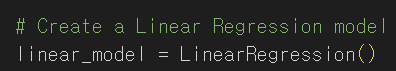 # Create a Linear Regression model
linear_model = LinearRegression()